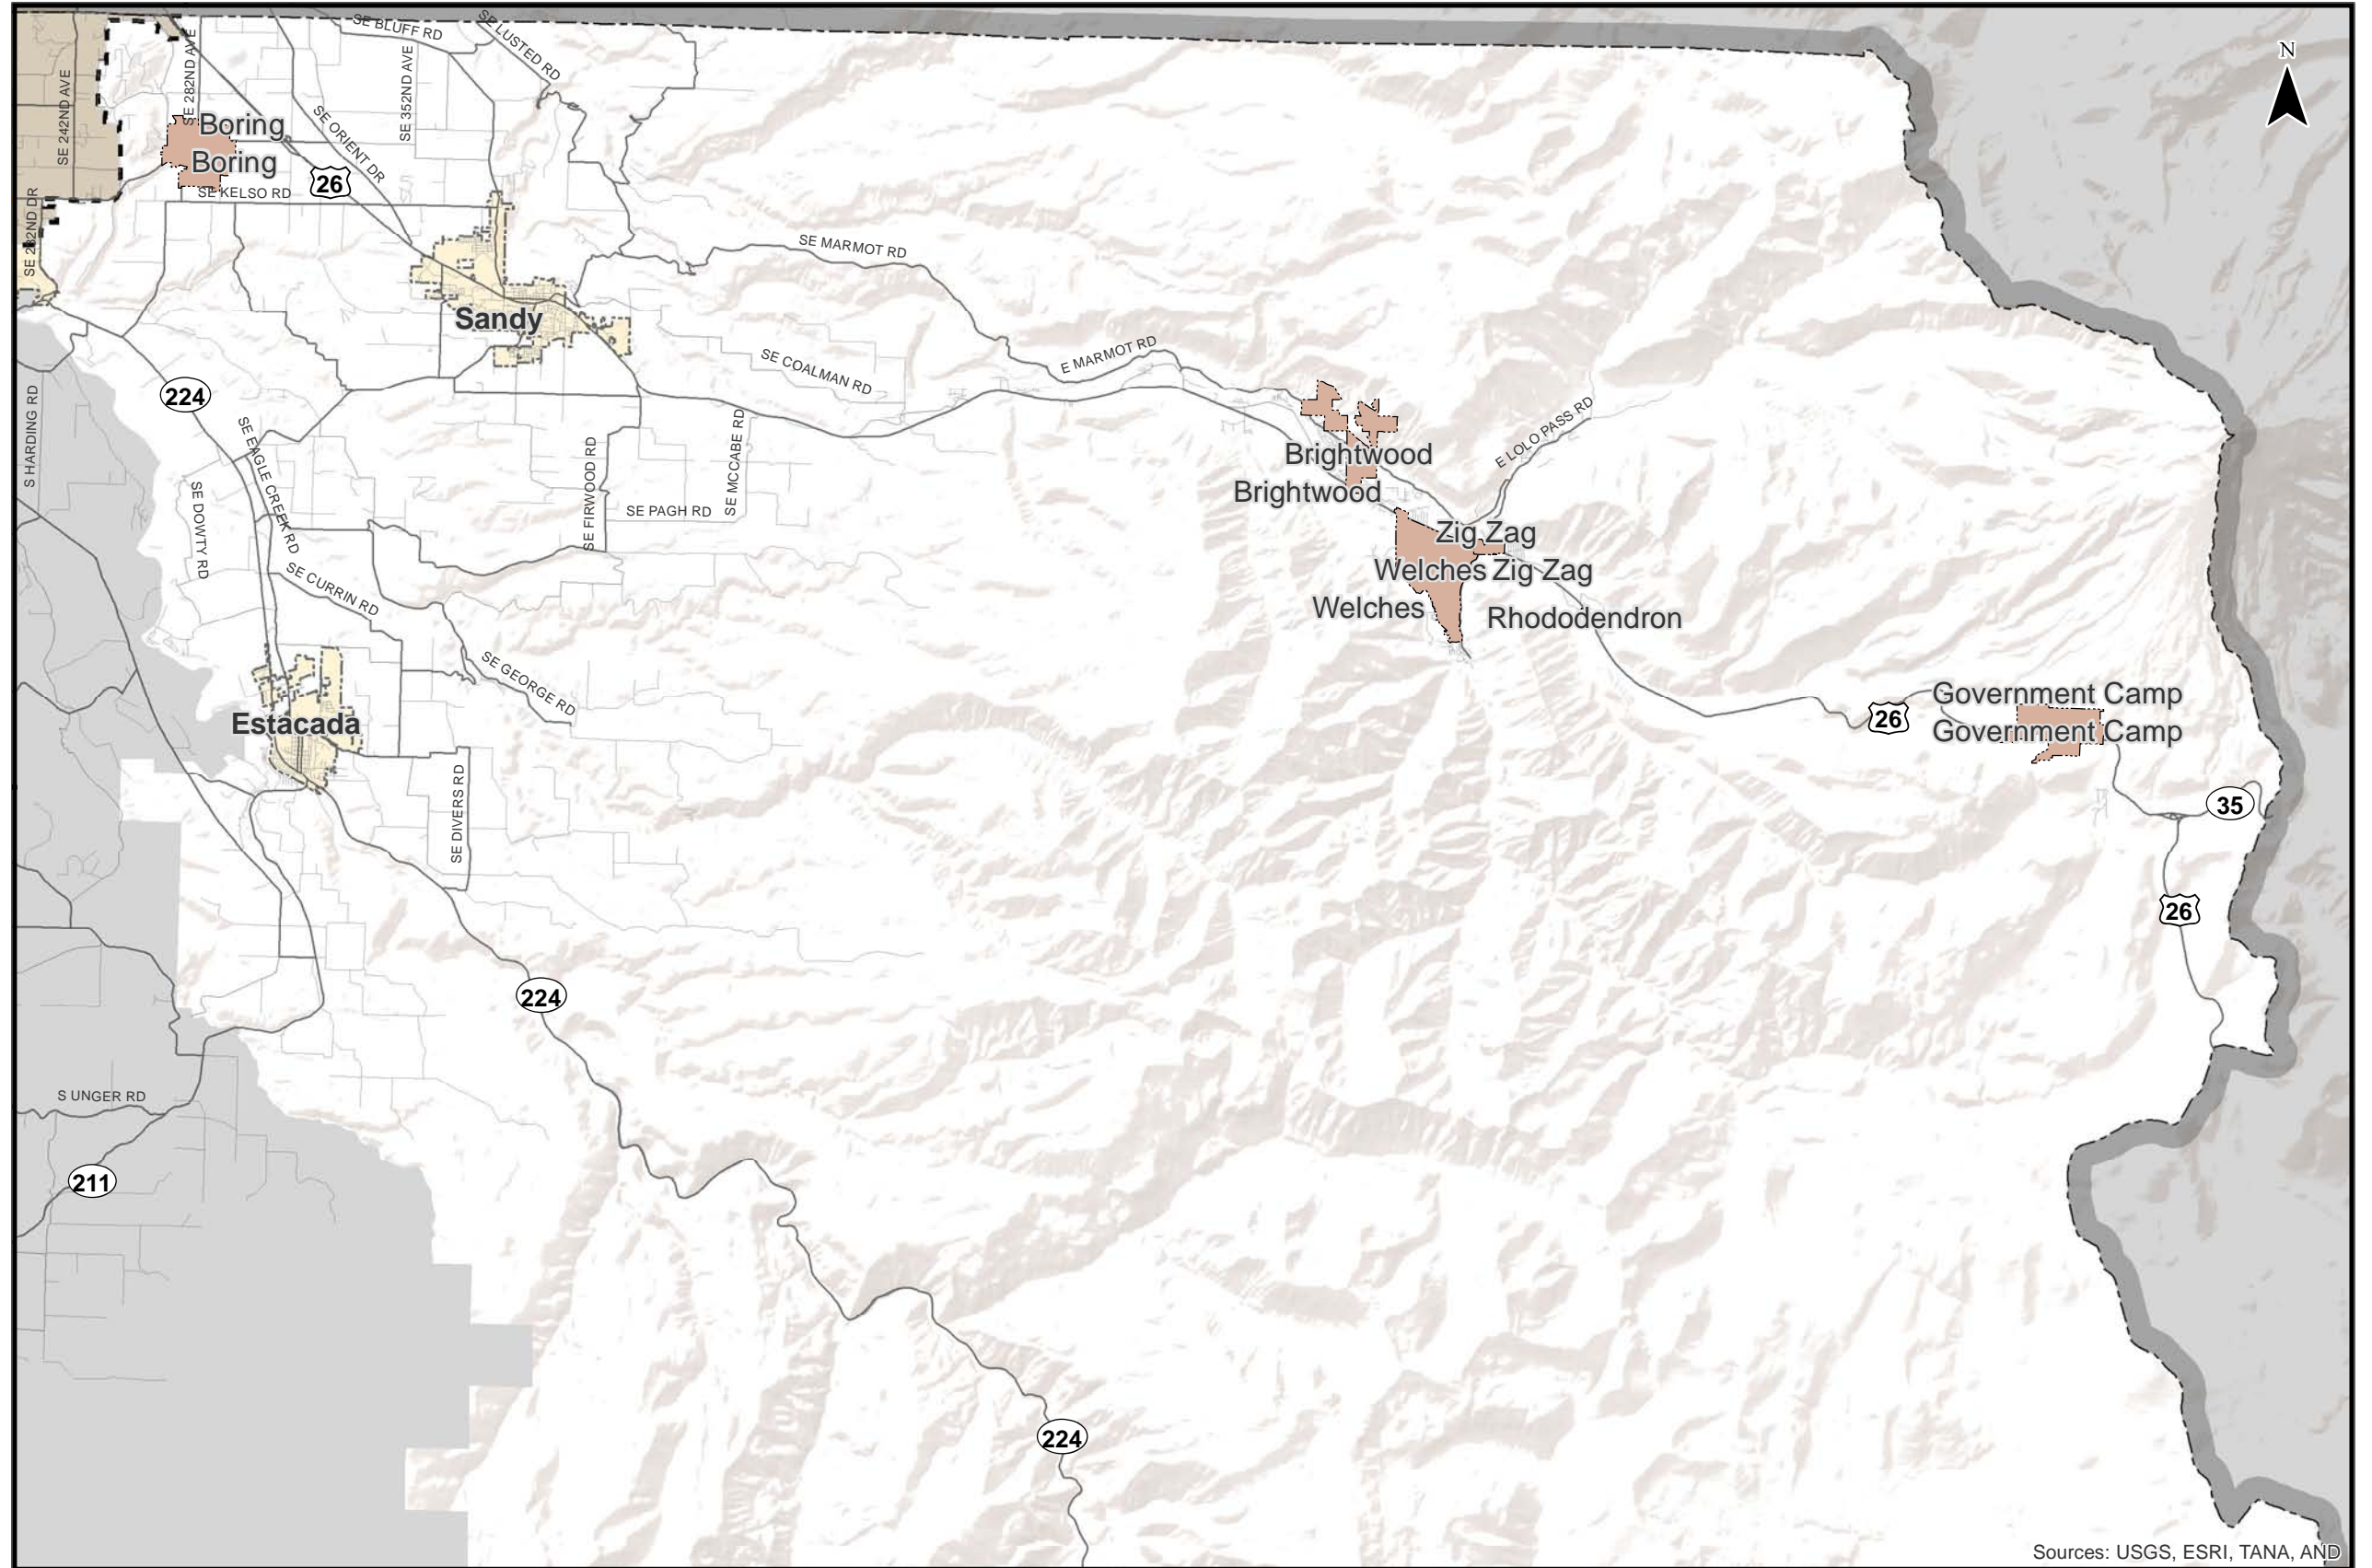 SE BLUFF RD
SE LUSTED RD
N
SE 282ND AVE
SE 352ND AVE
SE 242ND AVE
SE ORIENT DR
Boring
Boring
26
SE KELSO RD
SE 232ND DR
SE MARMOT RD
Sandy
E MARMOT RD
SE COALMAN RD
224
S HARDING RD
SE EAGLE CREEK RD
SE FIRWOOD RD
SE MCCABE RD
E LOLO PASS RD
Brightwood
Brightwood
SE DOWTY RD
SE PAGH RD
Zig Zag
Welches
Zig Zag
SE CURRIN RD
Welches
Rhododendron
SE GEORGE RD
Government Camp
26
Estacada
Government Camp
SE DIVERS RD
35
26
224
S UNGER RD
211
224
Sources: USGS, ESRI, TANA, AND